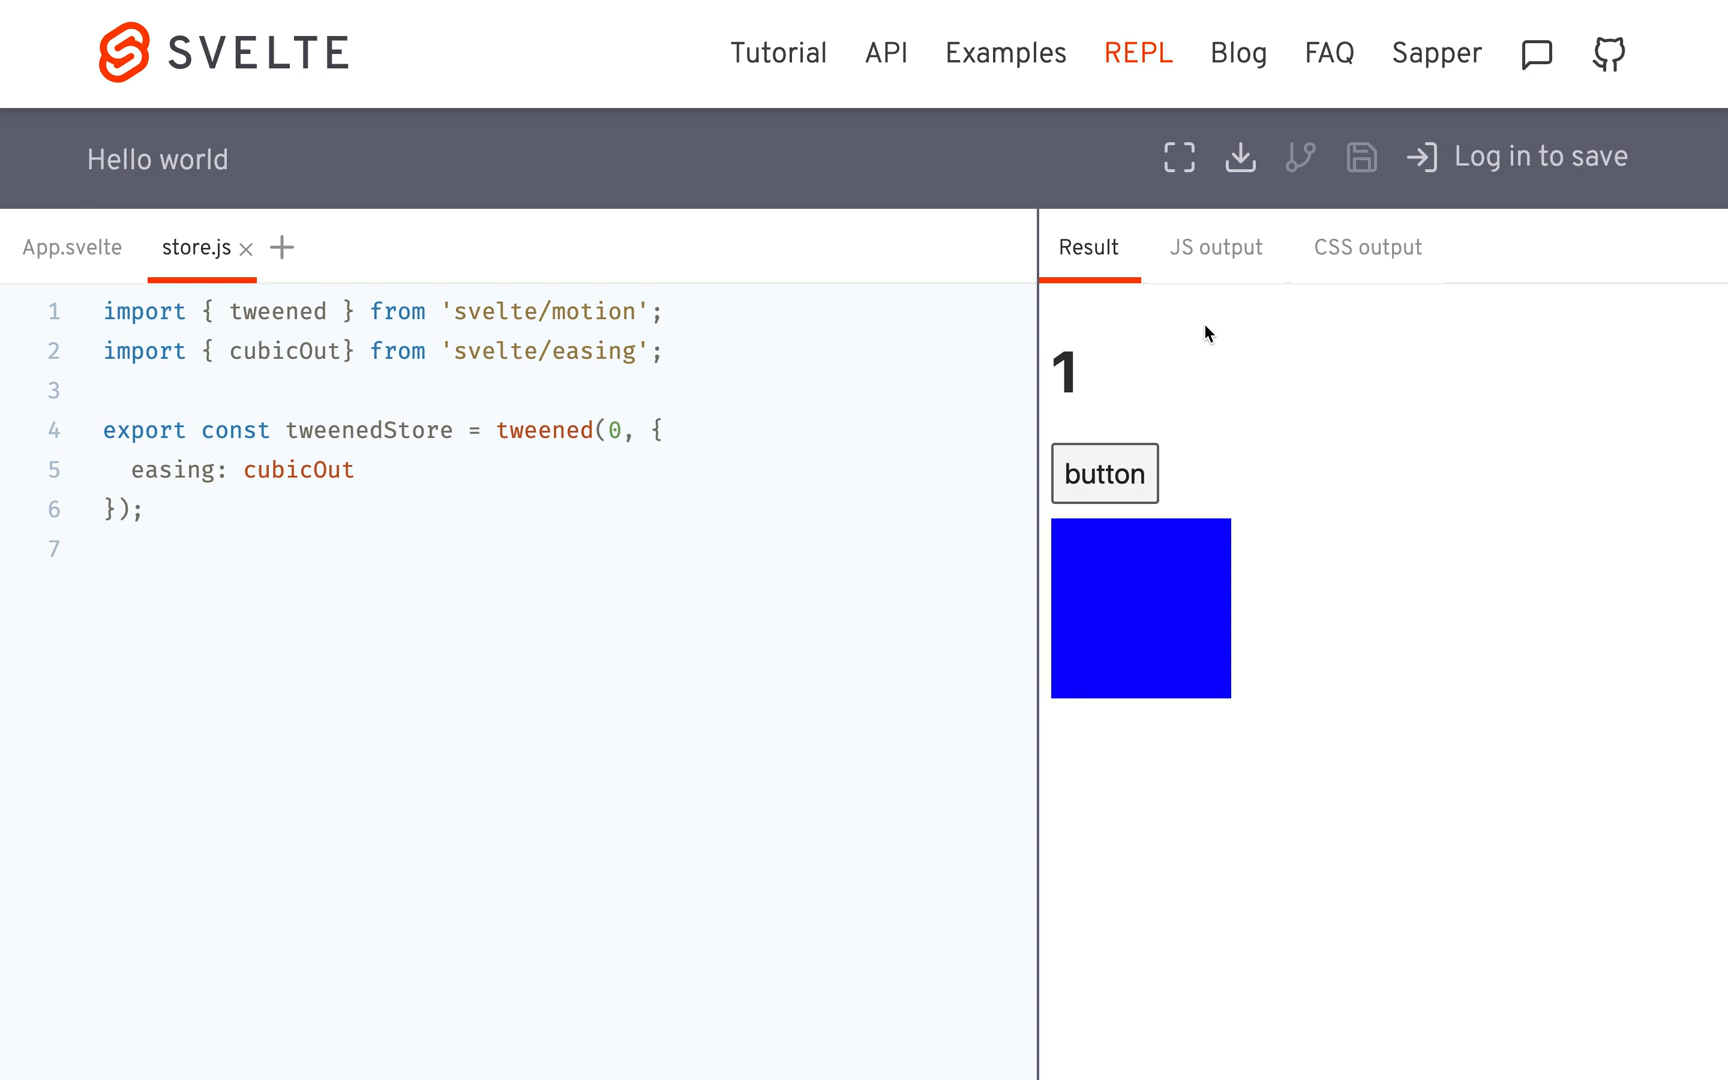 SVELTE
Tutorial API Examples REPL Blog FAQ Sapper
Hello world
Log in to save
App.svelte store.js
Result JS output CSS output
1 import { tweened } from 'svelte/motion';
2 import { cubicOut} from 'svelte/easing';
3
4 export const tweenedStore = tweened(0, {
5 easing: cubicOut
6 });
7
1
button